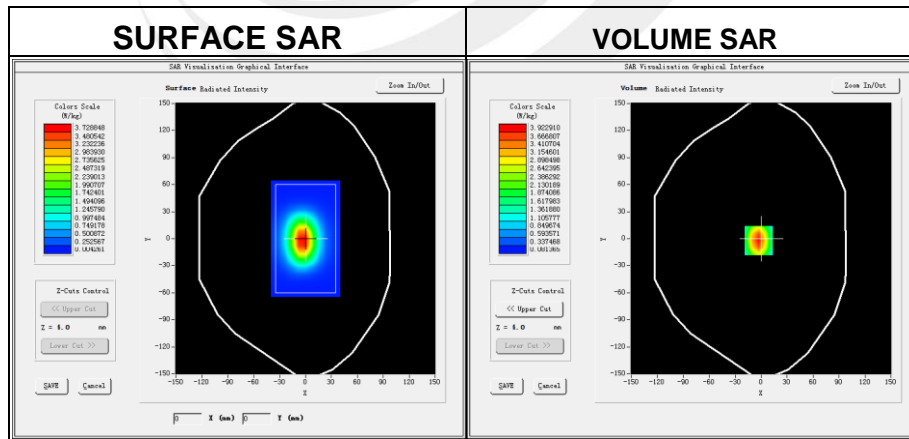 SURFACE SAR
VOLUME SAR
SAR Visualisation Graphical Interface
Surface Radiated Intensity
Zoom In/Out
Colors Scale
(W/kg)
3.728848
3.480542
3.232236
2.983930
2.735625
2.487319
2.239013
1.990707
1.742401
1.494096
1.245790
0.997484
0.749178
0.500872
0.252567
0.004261
150
120
90
60
30
0
-30
-60
-90
-120
-150
Y
-150 -120 -90 -60 -30 0 30 60 90 120 150
X
Z-Cuts Control
<< Upper Cut
Z = 4.0 mm
Lower Cut >>
SAVE
Cancel
0 X (mm) 0 Y (mm)
SAR Visualisation Graphical Interface
Volume Radiated Intensity
Zoom In/Out
Colors Scale
(W/kg)
3.922910
3.666807
3.410704
3.154601
2.898498
2.642395
2.386292
2.130189
1.874086
1.617983
1.361880
1.105777
0.849674
0.593571
0.337468
0.081365
150
120
90
60
30
0
-30
-60
-90
-120
-150
Y
-150 -120 -90 -60 -30 0 30 60 90 120 150
X
Z-Cuts Control
<< Upper Cut
Z = 4.0 mm
Lower Cut >>
SAVE
Cancel